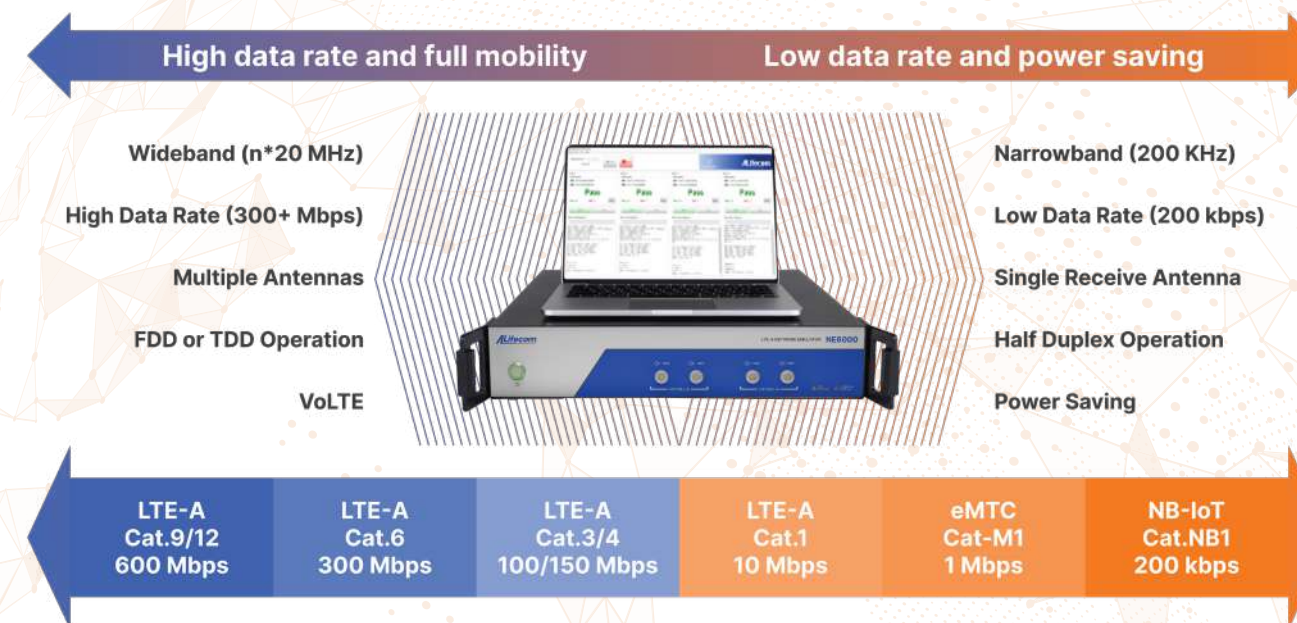 High data rate and full mobility
Low data rate and power saving
Wideband (n*20 MHz)
High Data Rate (300+ Mbps)
Multiple Antennas
FDD or TDD Operation
VoLTE
ALifecom
Pass Pass Pass Pass
ALifecom
NE6000
Narrowband (200 KHz)
Low Data Rate (200 kbps)
Single Receive Antenna
Half Duplex Operation
Power Saving
LTE-A
Cat.9/12
600 Mbps
LTE-A
Cat.6
300 Mbps
LTE-A
Cat.3/4
100/150 Mbps
LTE-A
Cat.1
10 Mbps
eMTC
Cat-M1
1 Mbps
NB-IoT
Cat.NB1
200 kbps